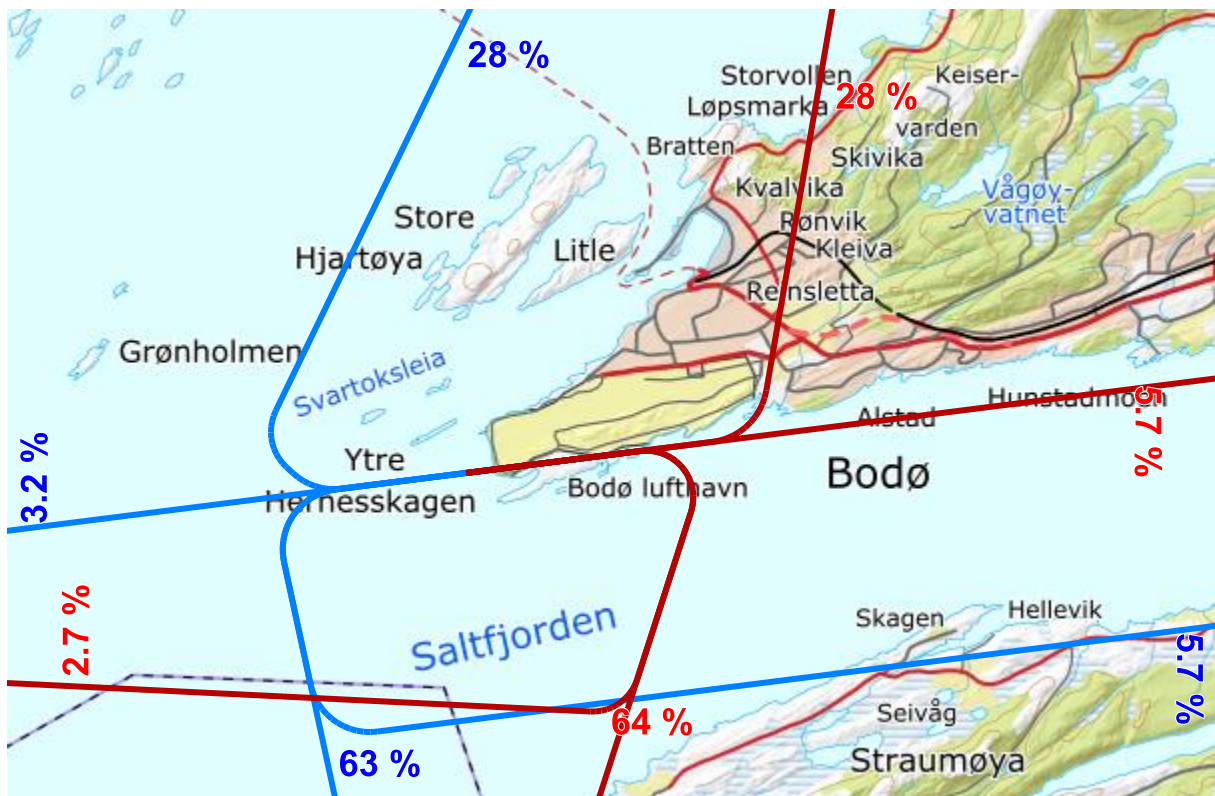 28 %
Storvollen
Keiser-
28 %
Løpsmarka
varden
Bratten
Skivika
Kvalvika
Vågøy-
vatnet
Store
Rønvik
Litle
Kleiva
Hjartøya
Reinsletta
Grønholmen
Svartoksleia
Hunstadmoen
5.7 %
Alstad
3.2 %
Ytre
Bodø
Hernesskagen
Bodø lufthavn
2.7 %
Saltfjorden
Skagen
Hellevik
5.7 %
64 %
Seivåg
63 %
Straumøya